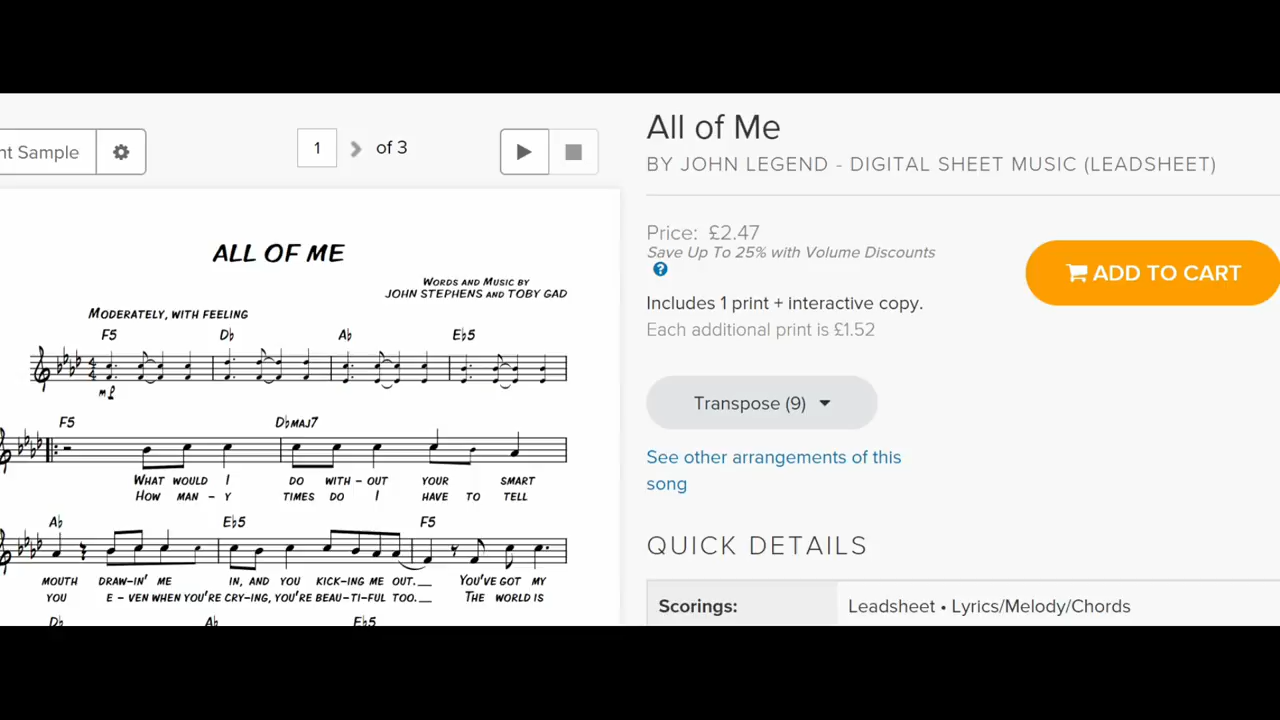 nt Sample
1
of 3
ALL OF ME
WORDS AND MUSIC BY
JOHN STEPHENS AND TOBY GAD
MODERATELY, WITH FEELING
F5 D♭ A♭ E♭5
4
4
mf
F5 D♭MAJ7
WHAT WOULD I DO WITH-OUT YOUR SMART
HOW MAN-Y TIMES DO I HAVE TO TELL
A♭ E♭5 F5
MOUTH DRAW-IN' ME IN, AND YOU KICK-ING ME OUT.__ YOU'VE GOT MY
YOU E-VEN WHEN YOU'RE CRY-ING, YOU'RE BEAU-TI-FUL TOO.__ THE WORLD IS
D♭ A♭ E♭5
All of Me
BY JOHN LEGEND - DIGITAL SHEET MUSIC (LEADSHEET)
Price: £2.47
Save Up To 25% with Volume Discounts
?
ADD TO CART
Includes 1 print + interactive copy.
Each additional print is £1.52
Transpose (9)
See other arrangements of this
song
QUICK DETAILS
Scorings: Leadsheet • Lyrics/Melody/Chords